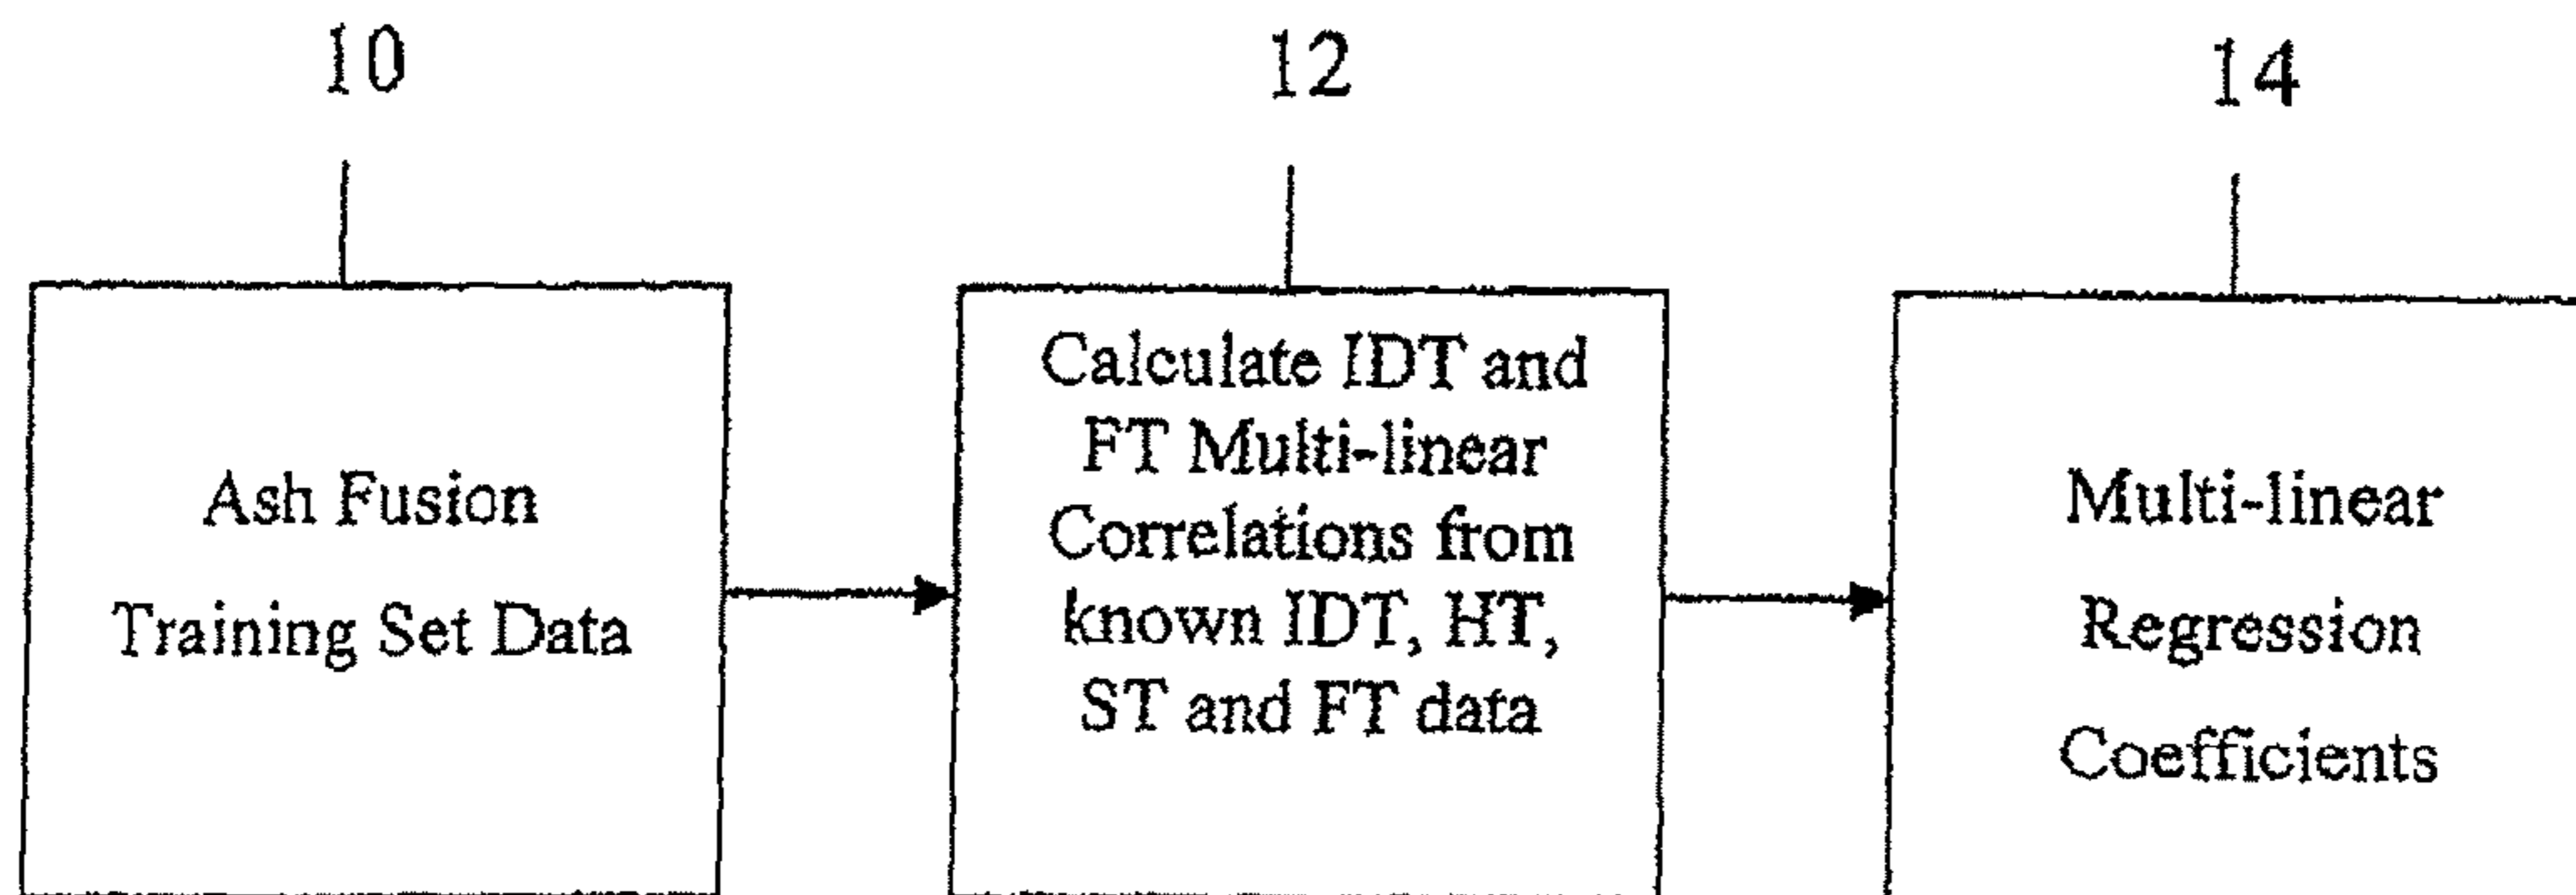 10
12
14
Ash Fusion
Training Set Data
Calculate IDT and
FT Multi-linear
Correlations from
known IDT, HT,
ST and FT data
Multi-linear
Regression
Coefficients